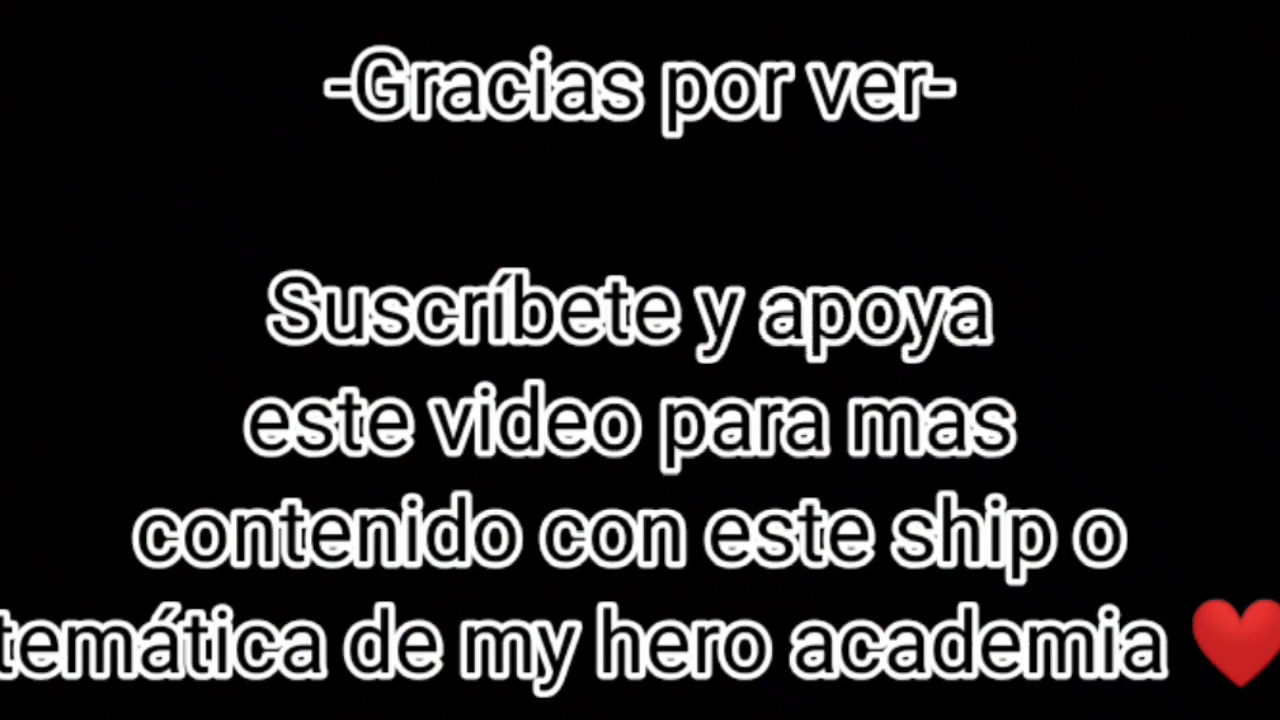 -Gracias por ver-
Suscríbete y apoya
este video para mas
contenido con este ship o
temática de my hero academia ❤️